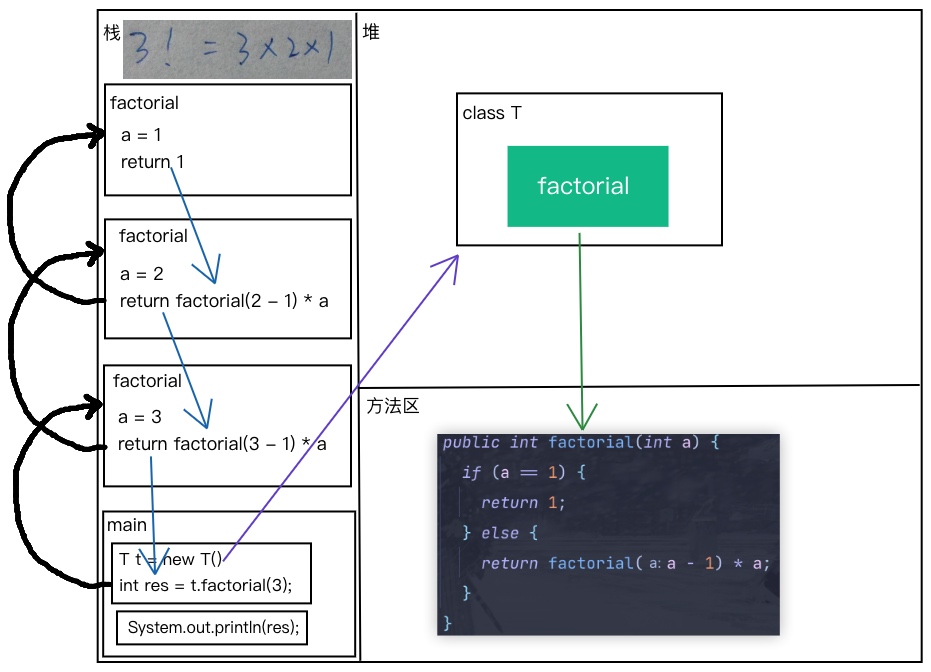 栈
3! = 3×2×1
factorial
a = 1
return 1
factorial
a = 2
return factorial(2 - 1) * a
factorial
a = 3
return factorial(3 - 1) * a
main
T t = new T()
int res = t.factorial(3);
System.out.println(res);
堆
class T
factorial
方法区
public int factorial(int a) {
if (a == 1) {
return 1;
} else {
return factorial( a: a - 1) * a;
}
}